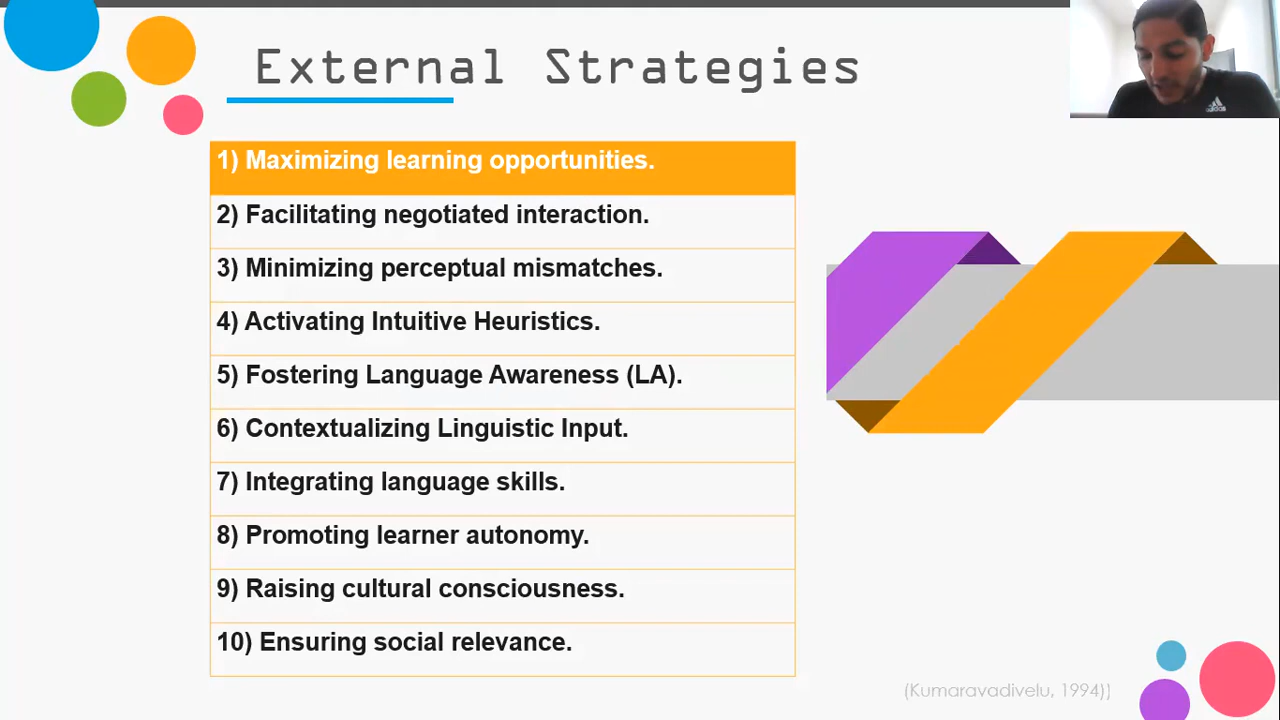 External Strategies
adidas
1) Maximizing learning opportunities.
2) Facilitating negotiated interaction.
3) Minimizing perceptual mismatches.
4) Activating Intuitive Heuristics.
5) Fostering Language Awareness (LA).
6) Contextualizing Linguistic Input.
7) Integrating language skills.
8) Promoting learner autonomy.
9) Raising cultural consciousness.
10) Ensuring social relevance.
(Kumaravadivelu, 1994))